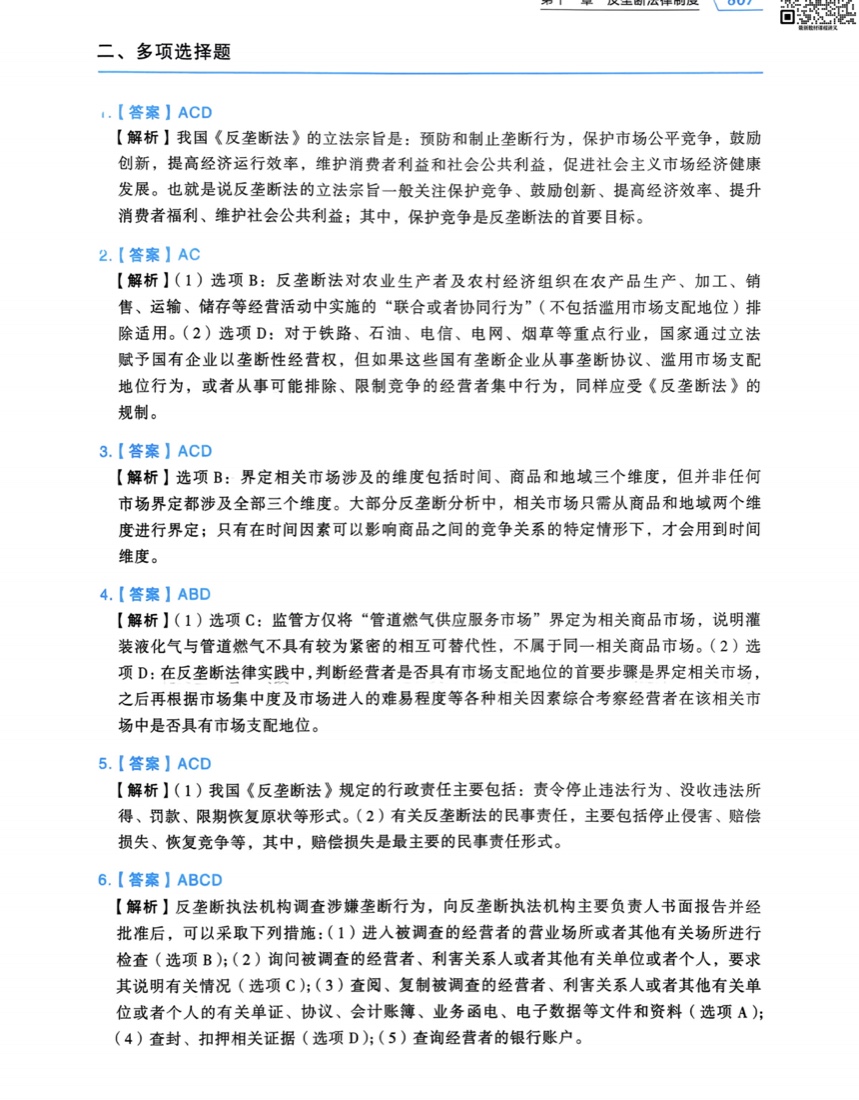 反垄断法律制度
二、多项选择题
1.【答案】ACD
【解析】我国《反垄断法》的立法宗旨是：预防和制止垄断行为，保护市场公平竞争，鼓励
创新，提高经济运行效率，维护消费者利益和社会公共利益，促进社会主义市场经济健康
发展。也就是说反垄断法的立法宗旨一般关注保护竞争、鼓励创新、提高经济效率、提升
消费者福利、维护社会公共利益；其中，保护竞争是反垄断法的首要目标。
2.【答案】AC
【解析】（1）选项 B：反垄断法对农业生产者及农村经济组织在农产品生产、加工、销
售、运输、储存等经营活动中实施的“联合或者协同行为”（不包括滥用市场支配地位）排
除适用。（2）选项 D：对于铁路、石油、电信、电网、烟草等重点行业，国家通过立法
赋予国有企业以垄断性经营权，但如果这些国有垄断企业从事垄断协议、滥用市场支配
地位行为，或者从事可能排除、限制竞争的经营者集中行为，同样应受《反垄断法》的
规制。
3.【答案】ACD
【解析】选项 B：界定相关市场涉及的维度包括时间、商品和地域三个维度，但并非任何
市场界定都涉及全部三个维度。大部分反垄断分析中，相关市场只需从商品和地域两个维
度进行界定；只有在时间因素可以影响商品之间的竞争关系的特定情形下，才会用到时间
维度。
4.【答案】ABD
【解析】（1）选项 C：监管方仅将“管道燃气供应服务市场”界定为相关商品市场，说明灌
装液化气与管道燃气不具有较为紧密的相互可替代性，不属于同一相关商品市场。（2）选
项 D：在反垄断法律实践中，判断经营者是否具有市场支配地位的首要步骤是界定相关市场，
之后再根据市场集中度及市场进入的难易程度等各种相关因素综合考察经营者在该相关市
场中是否具有市场支配地位。
5.【答案】ACD
【解析】（1）我国《反垄断法》规定的行政责任主要包括：责令停止违法行为、没收违法所
得、罚款、限期恢复原状等形式。（2）有关反垄断法的民事责任，主要包括停止侵害、赔偿
损失、恢复竞争等，其中，赔偿损失是最主要的民事责任形式。
6.【答案】ABCD
【解析】反垄断执法机构调查涉嫌垄断行为，向反垄断执法机构主要负责人书面报告并经
批准后，可以采取下列措施：（1）进入被调查的经营者的营业场所或者其他有关场所进行
检查（选项 B）；（2）询问被调查的经营者、利害关系人或者其他有关单位或者个人，要求
其说明有关情况（选项 C）；（3）查阅、复制被调查的经营者、利害关系人或者其他有关单
位或者个人的有关单证、协议、会计账簿、业务函电、电子数据等文件和资料（选项 A）；
（4）查封、扣押相关证据（选项 D）；（5）查询经营者的银行账户。